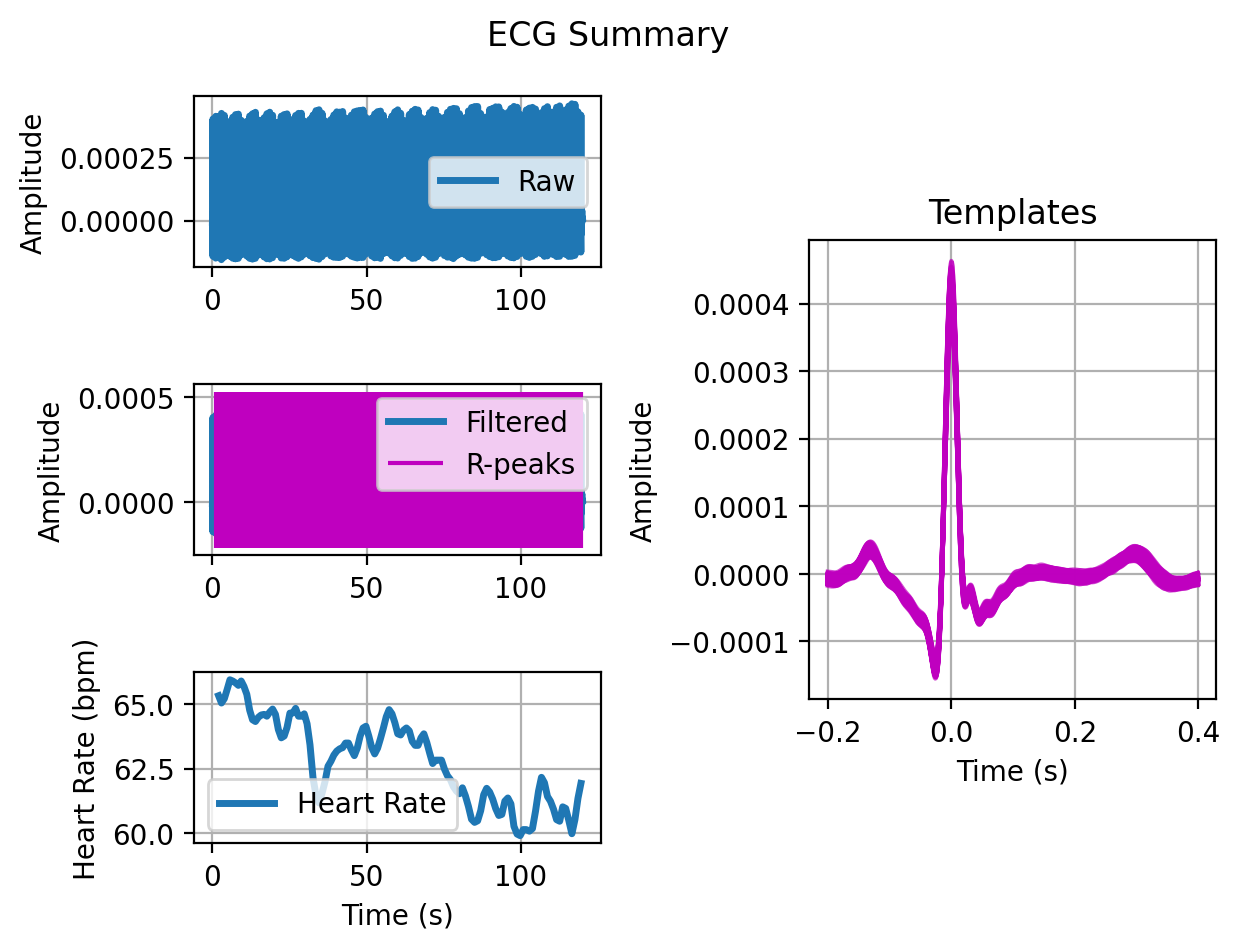 ECG Summary
Amplitude
0.00025
0.00000
Raw
0
50
100
Amplitude
0.0005
0.0000
Filtered
R-peaks
0
50
100
Heart Rate (bpm)
65.0
62.5
60.0
Heart Rate
0
50
100
Time (s)
Templates
Amplitude
0.0004
0.0003
0.0002
0.0001
0.0000
−0.0001
−0.2
0.0
0.2
0.4
Time (s)